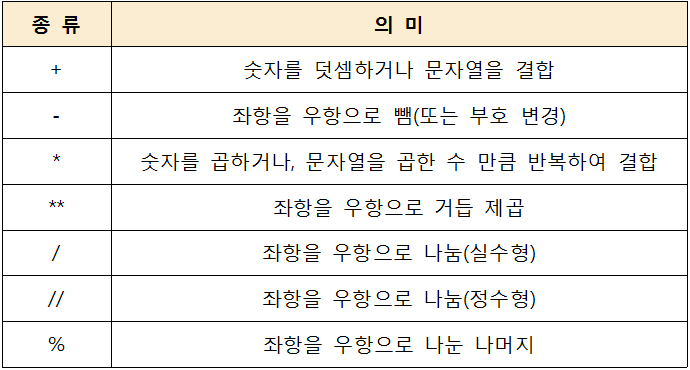 종 류 의 미
+ 숫자를 덧셈하거나 문자열을 결합
- 좌항을 우항으로 뺌(또는 부호 변경)
* 숫자를 곱하거나, 문자열을 곱한 수 만큼 반복하여 결합
** 좌항을 우항으로 거듭 제곱
/ 좌항을 우항으로 나눔(실수형)
// 좌항을 우항으로 나눔(정수형)
% 좌항을 우항으로 나눈 나머지